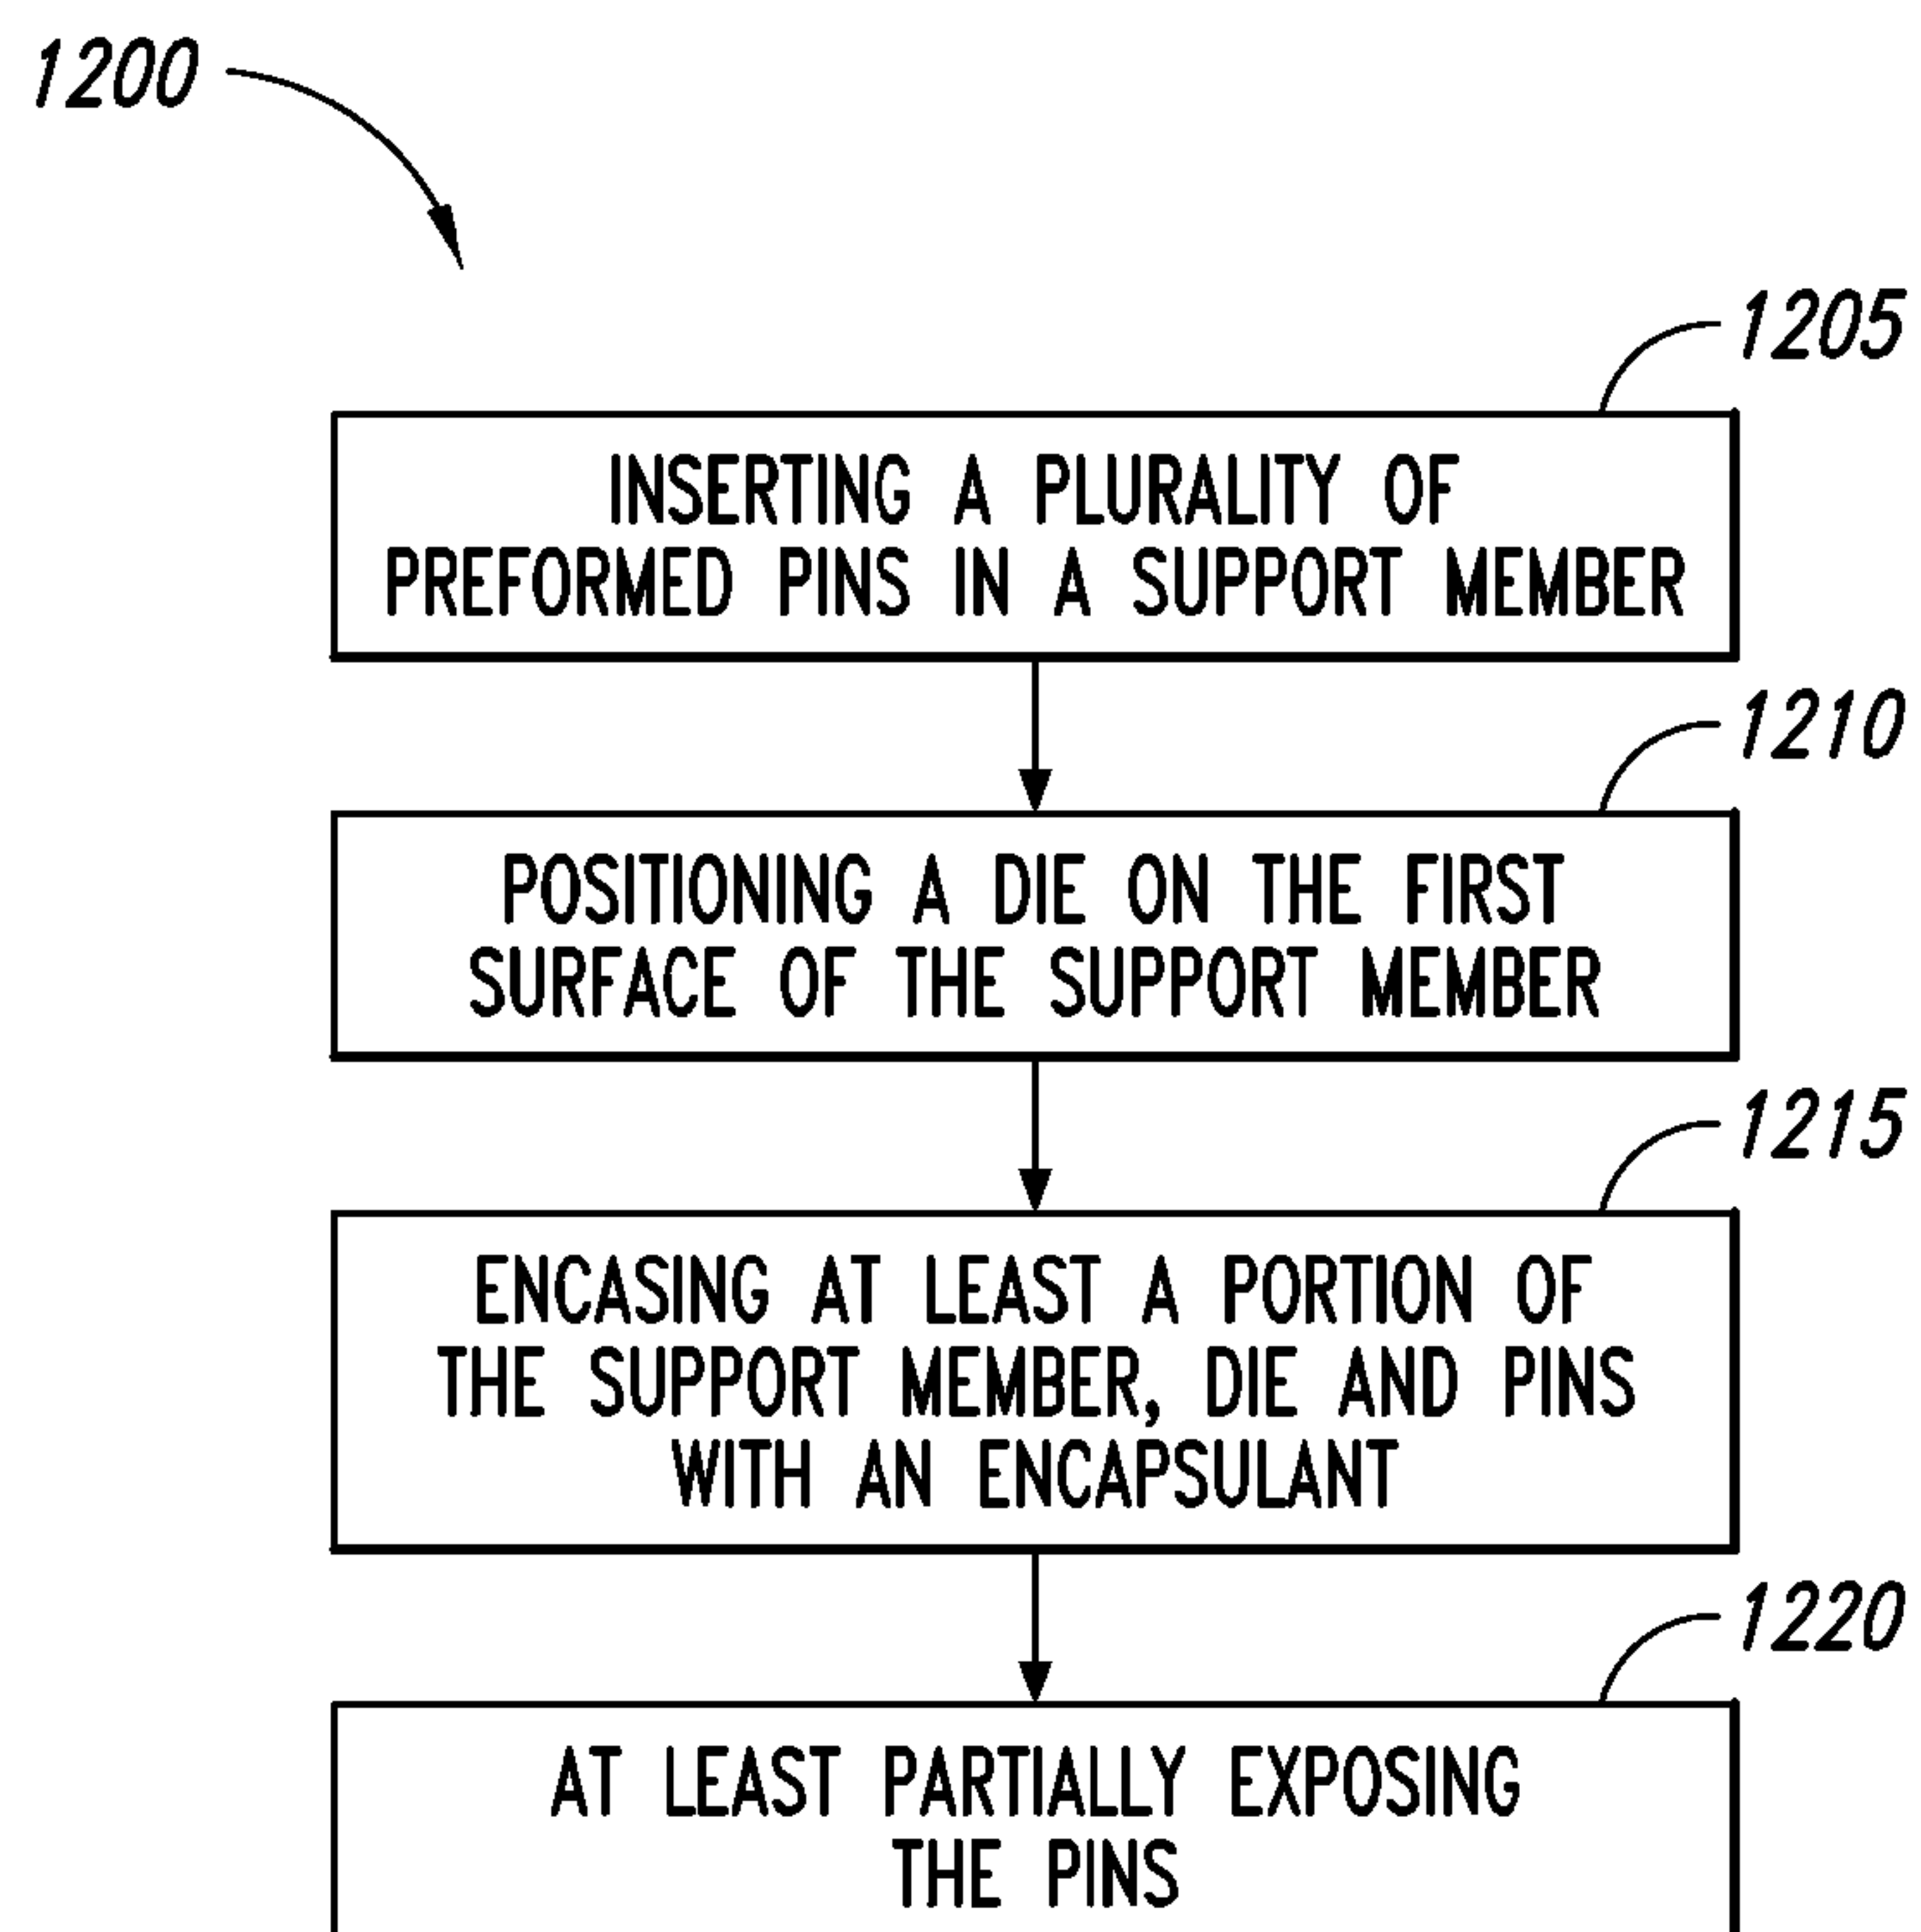 1200
1205
INSERTING A PLURALITY OF
PREFORMED PINS IN A SUPPORT MEMBER
1210
POSITIONING A DIE ON THE FIRST
SURFACE OF THE SUPPORT MEMBER
1215
ENCASING AT LEAST A PORTION OF
THE SUPPORT MEMBER, DIE AND PINS
WITH AN ENCAPSULANT
1220
AT LEAST PARTIALLY EXPOSING
THE PINS